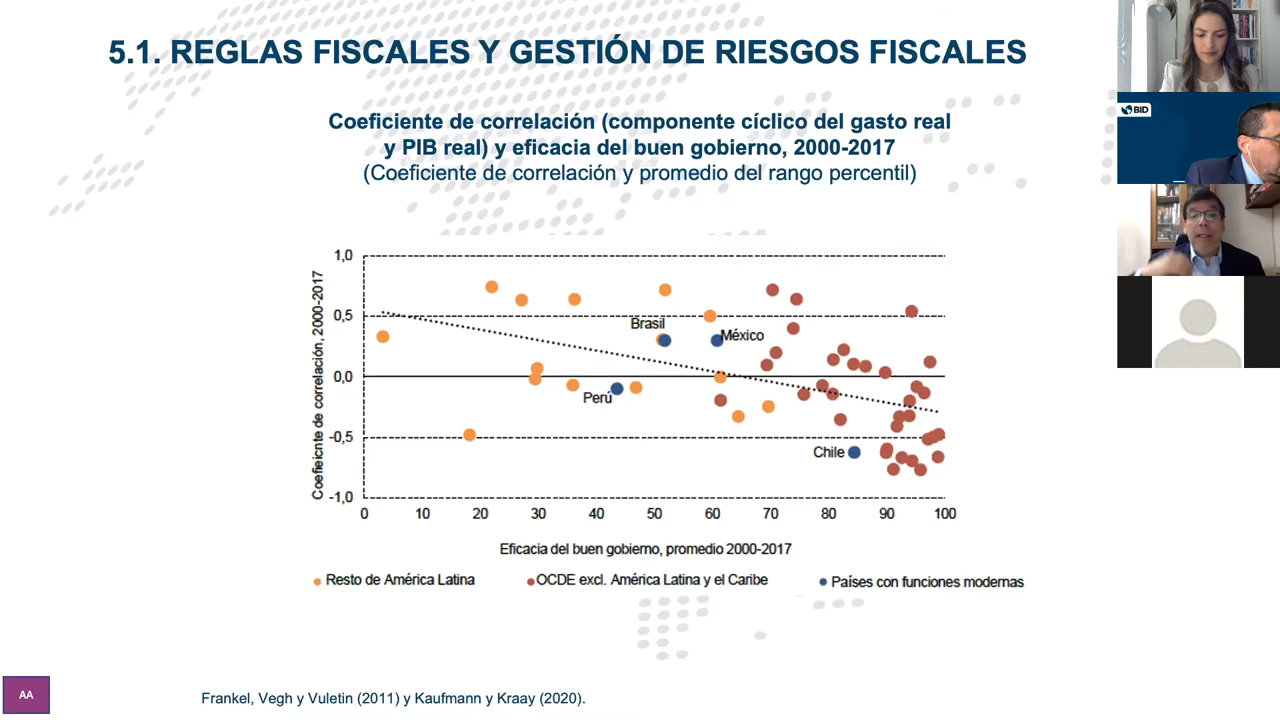 5.1. REGLAS FISCALES Y GESTIÓN DE RIESGOS FISCALES
BID
Coeficiente de correlación (componente cíclico del gasto real
y PIB real) y eficacia del buen gobierno, 2000-2017
(Coeficiente de correlación y promedio del rango percentil)
Coefieicnte de correlación, 2000-2017
1,0
0,5
0,0
-0,5
-1,0
Brasil
México
Perú
Chile
0 10 20 30 40 50 60 70 80 90 100
Eficacia del buen gobierno, promedio 2000-2017
Resto de América Latina
OCDE excl. América Latina y el Caribe
Países con funciones modernas
AA
Frankel, Vegh y Vuletin (2011) y Kaufmann y Kraay (2020).